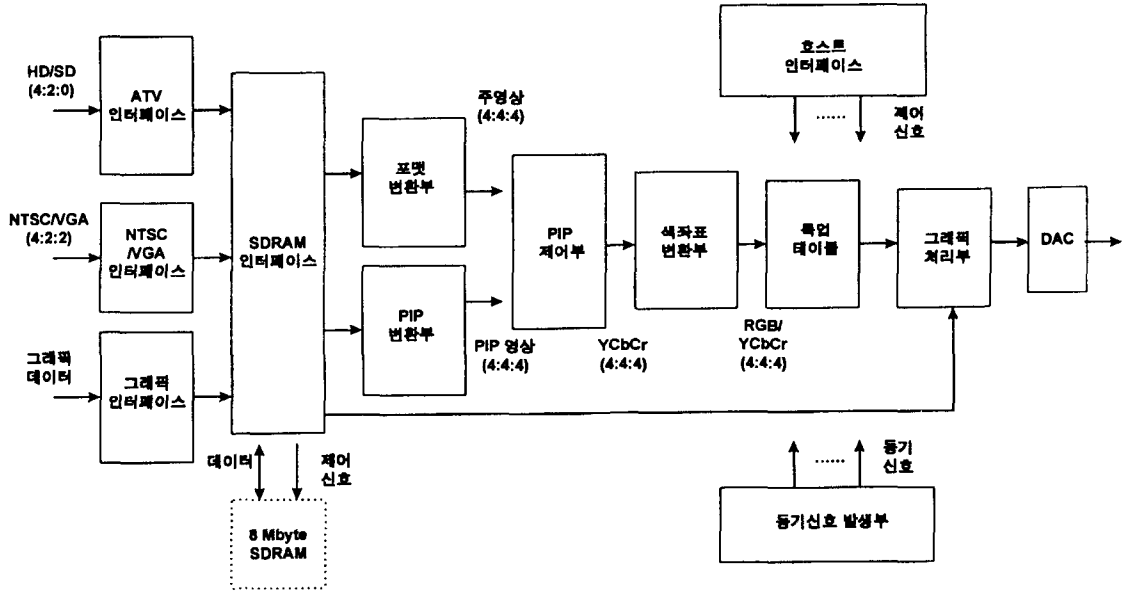 HD/SD
(4:2:0)
ATV
인터페이스
NTSC/VGA
(4:2:2)
NTSC
/VGA
인터페이스
그래픽
데이터
그래픽
인터페이스
SDRAM
인터페이스
데이터
제어
신호
8 Mbyte
SDRAM
포맷
변환부
PIP
변환부
주영상
(4:4:4)
PIP 영상
(4:4:4)
PIP
제어부
YCbCr
(4:4:4)
색좌표
변환부
RGB/
YCbCr
(4:4:4)
룩업
테이블
그래픽
처리부
DAC
호스트
인터페이스
......
제어
신호
......
동기
신호
동기신호 발생부